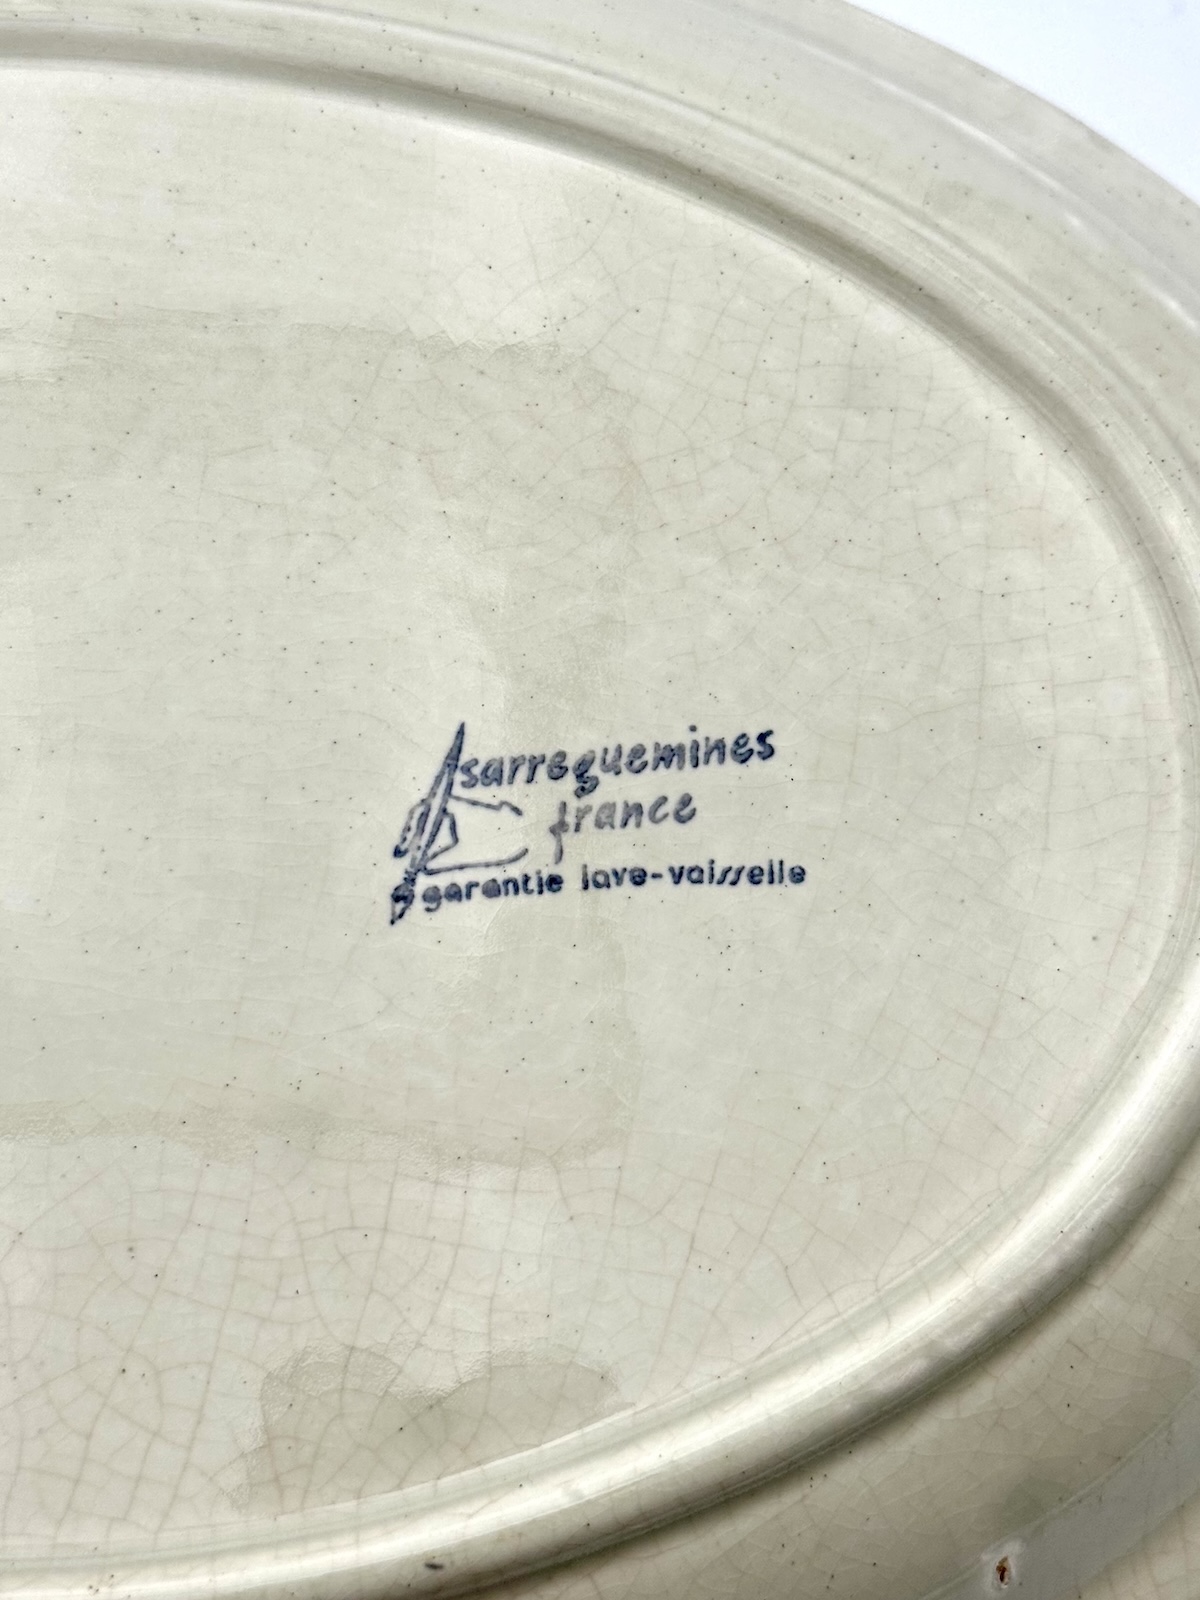 sarreguemines
france
garantie lave-vaisselle